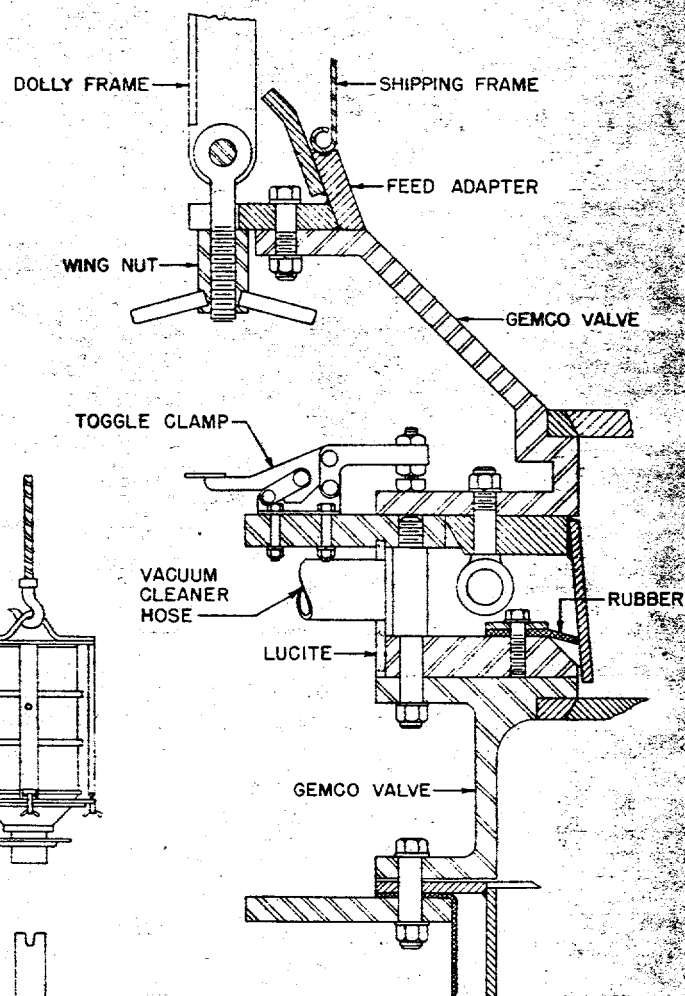 DOLLY FRAME
SHIPPING FRAME
FEED ADAPTER
WING NUT
GEMCO VALVE
TOGGLE CLAMP
VACUUM
CLEANER
HOSE
RUBBER
LUCITE
GEMCO VALVE